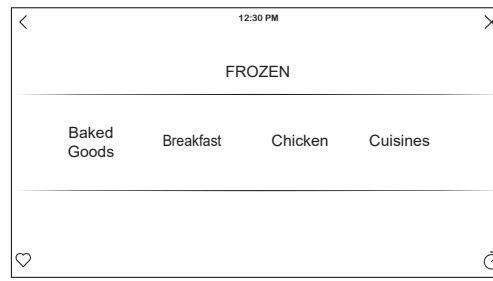 12:30 PM
FROZEN
Baked
Goods
Breakfast
Chicken
Cuisines